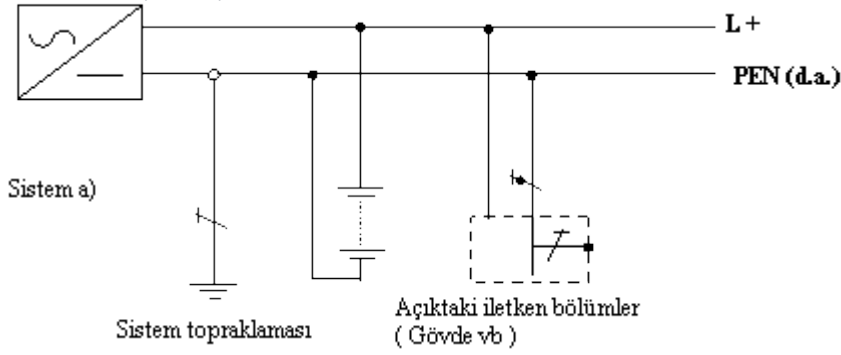 L +
PEN (d.a.)
Sistem a)
Sistem topraklaması
Açıktaki iletken bölümler
( Gövde vb )